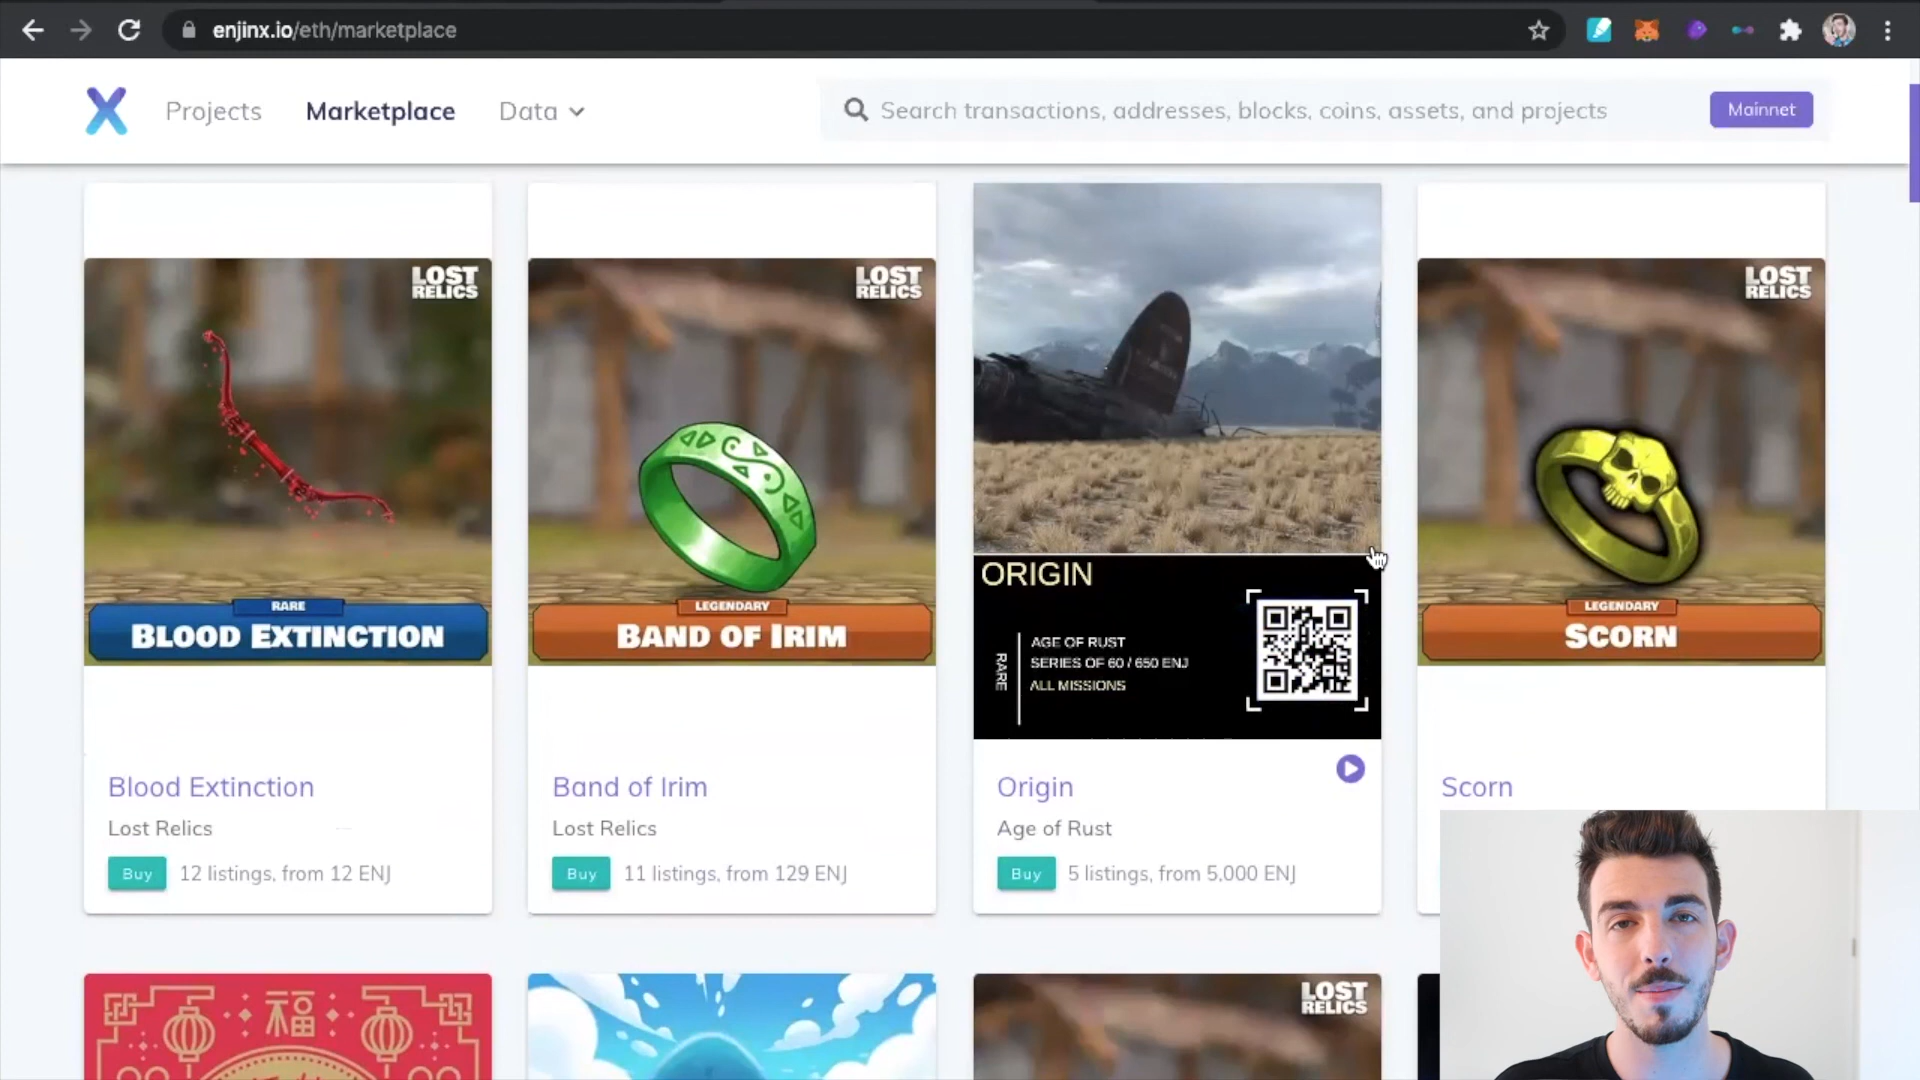 enjinx.io/eth/marketplace
Projects
Marketplace
Data
Search transactions, addresses, blocks, coins, assets, and projects
Mainnet
LOST
RELICS
RARE
BLOOD EXTINCTION
Blood Extinction
Lost Relics
Buy
12 listings, from 12 ENJ
LOST
RELICS
LEGENDARY
BAND OF IRIM
Band of Irim
Lost Relics
Buy
11 listings, from 129 ENJ
ORIGIN
RARE
AGE OF RUST
SERIES OF 60 / 650 ENJ
ALL MISSIONS
Origin
Age of Rust
Buy
5 listings, from 5,000 ENJ
LOST
RELICS
LEGENDARY
SCORN
Scorn
福
LOST
RELICS